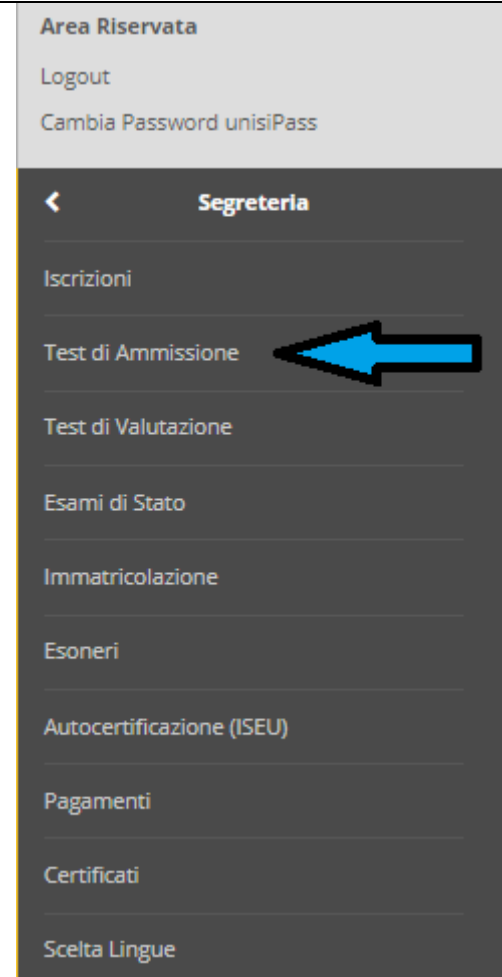 Area Riservata
Logout
Cambia Password unisiPass
Segreteria
Iscrizioni
Test di Ammissione
Test di Valutazione
Esami di Stato
Immatricolazione
Esoneri
Autocertificazione (ISEU)
Pagamenti
Certificati
Scelta Lingue